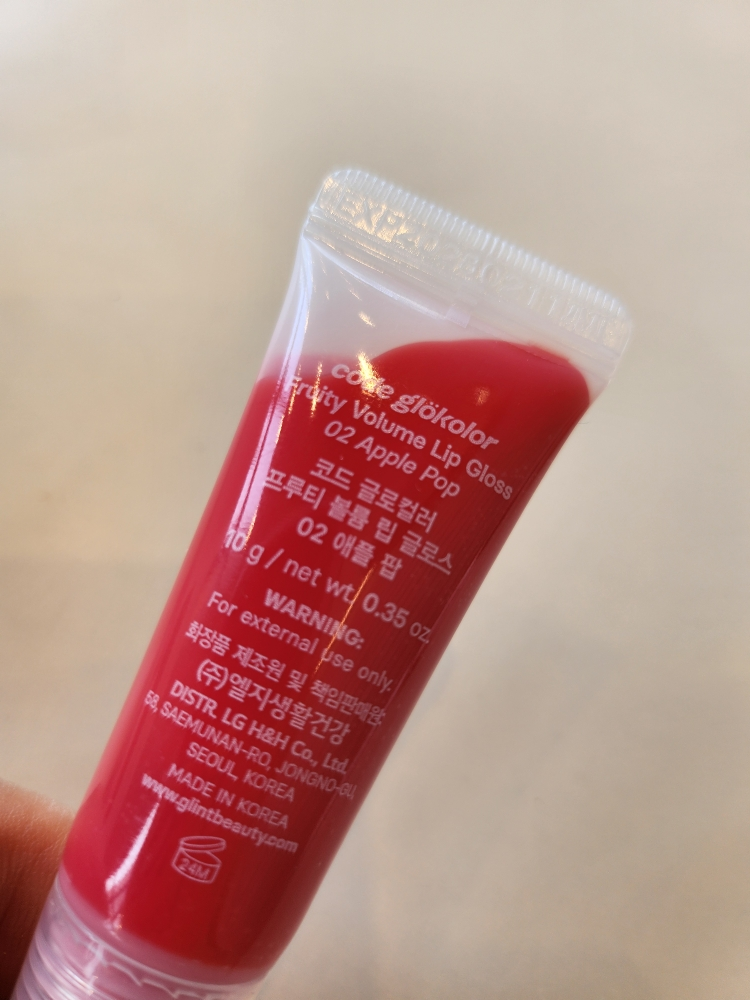 code glökolor
Fruity Volume Lip Gloss
02 Apple Pop
코드 글로컬러
프루티 볼륨 립 글로스
02 애플 팝
10 g / net wt. 0.35 oz.
WARNING:
For external use only.
화장품 제조원 및 책임판매원:
(주)엘지생활건강
DISTR. LG H&H Co., Ltd.
58, SAEMUNAN-RO, JONGNO-GU,
SEOUL, KOREA
MADE IN KOREA
www.glintbeauty.com
24M